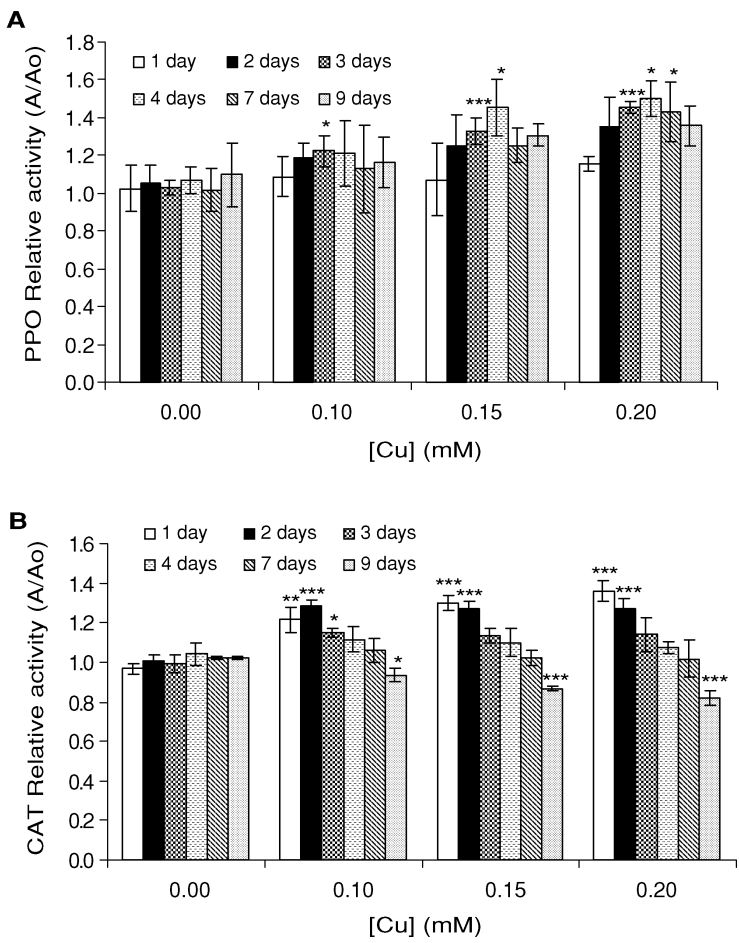 A
PPO Relative activity (A/Ao)
1.8
1.6
1.4
1.2
1.0
0.8
0.6
0.4
0.2
0.0
1 day 2 days 3 days
4 days 7 days 9 days
* *** * *** * *
0.00 0.10 0.15 0.20
[Cu] (mM)
B
CAT Relative activity (A/Ao)
1.6
1.4
1.2
1.0
0.8
0.6
0.4
0.2
0.0
1 day 2 days 3 days
4 days 7 days 9 days
** *** * * *** *** *** *** *** ***
0.00 0.10 0.15 0.20
[Cu] (mM)